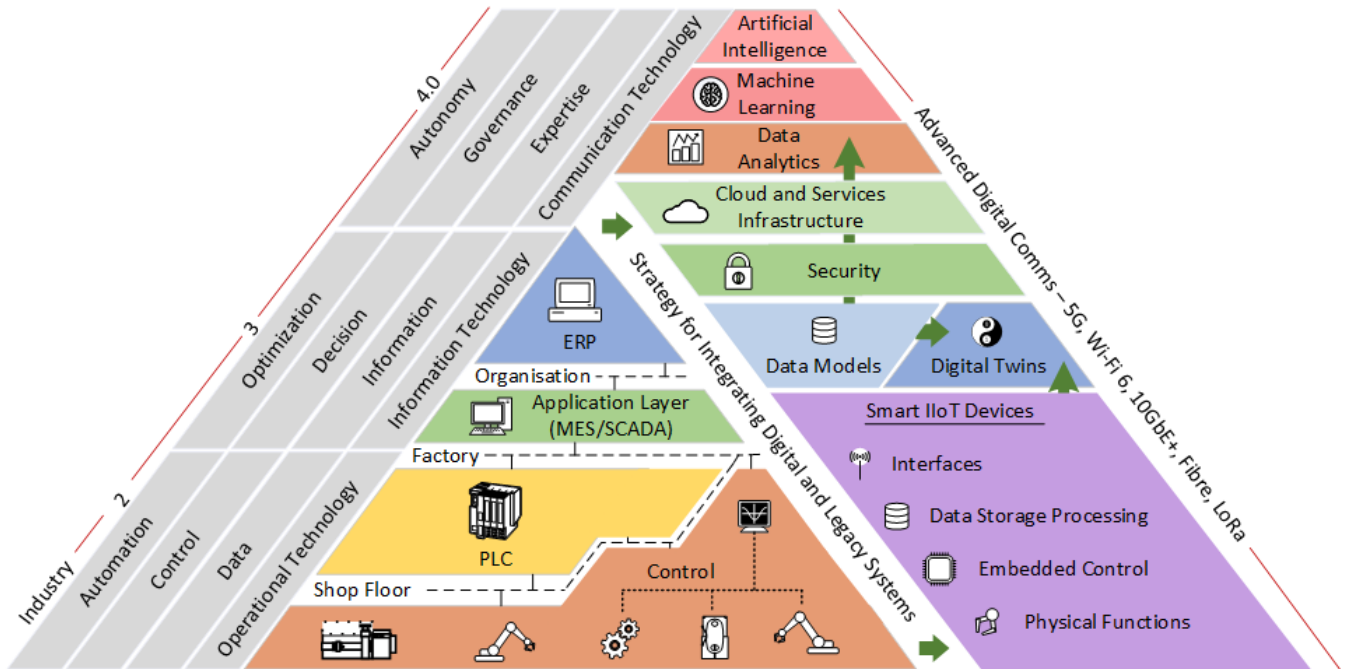 Industry
2
3
4.0
Automation
Control
Data
Operational Technology
Optimization
Decision
Information
Information Technology
Autonomy
Governance
Expertise
Communication Technology
ERP
Organisation
Application Layer
(MES/SCADA)
Factory
PLC
Shop Floor
Control
Strategy for Integrating Digital and Legacy Systems
Artificial
Intelligence
Machine
Learning
Data
Analytics
Cloud and Services
Infrastructure
Security
Data Models
Digital Twins
Smart IIoT Devices
Interfaces
Data Storage Processing
Embedded Control
Physical Functions
Advanced Digital Comms – 5G, Wi-Fi 6, 10GbE+, Fibre, LoRa